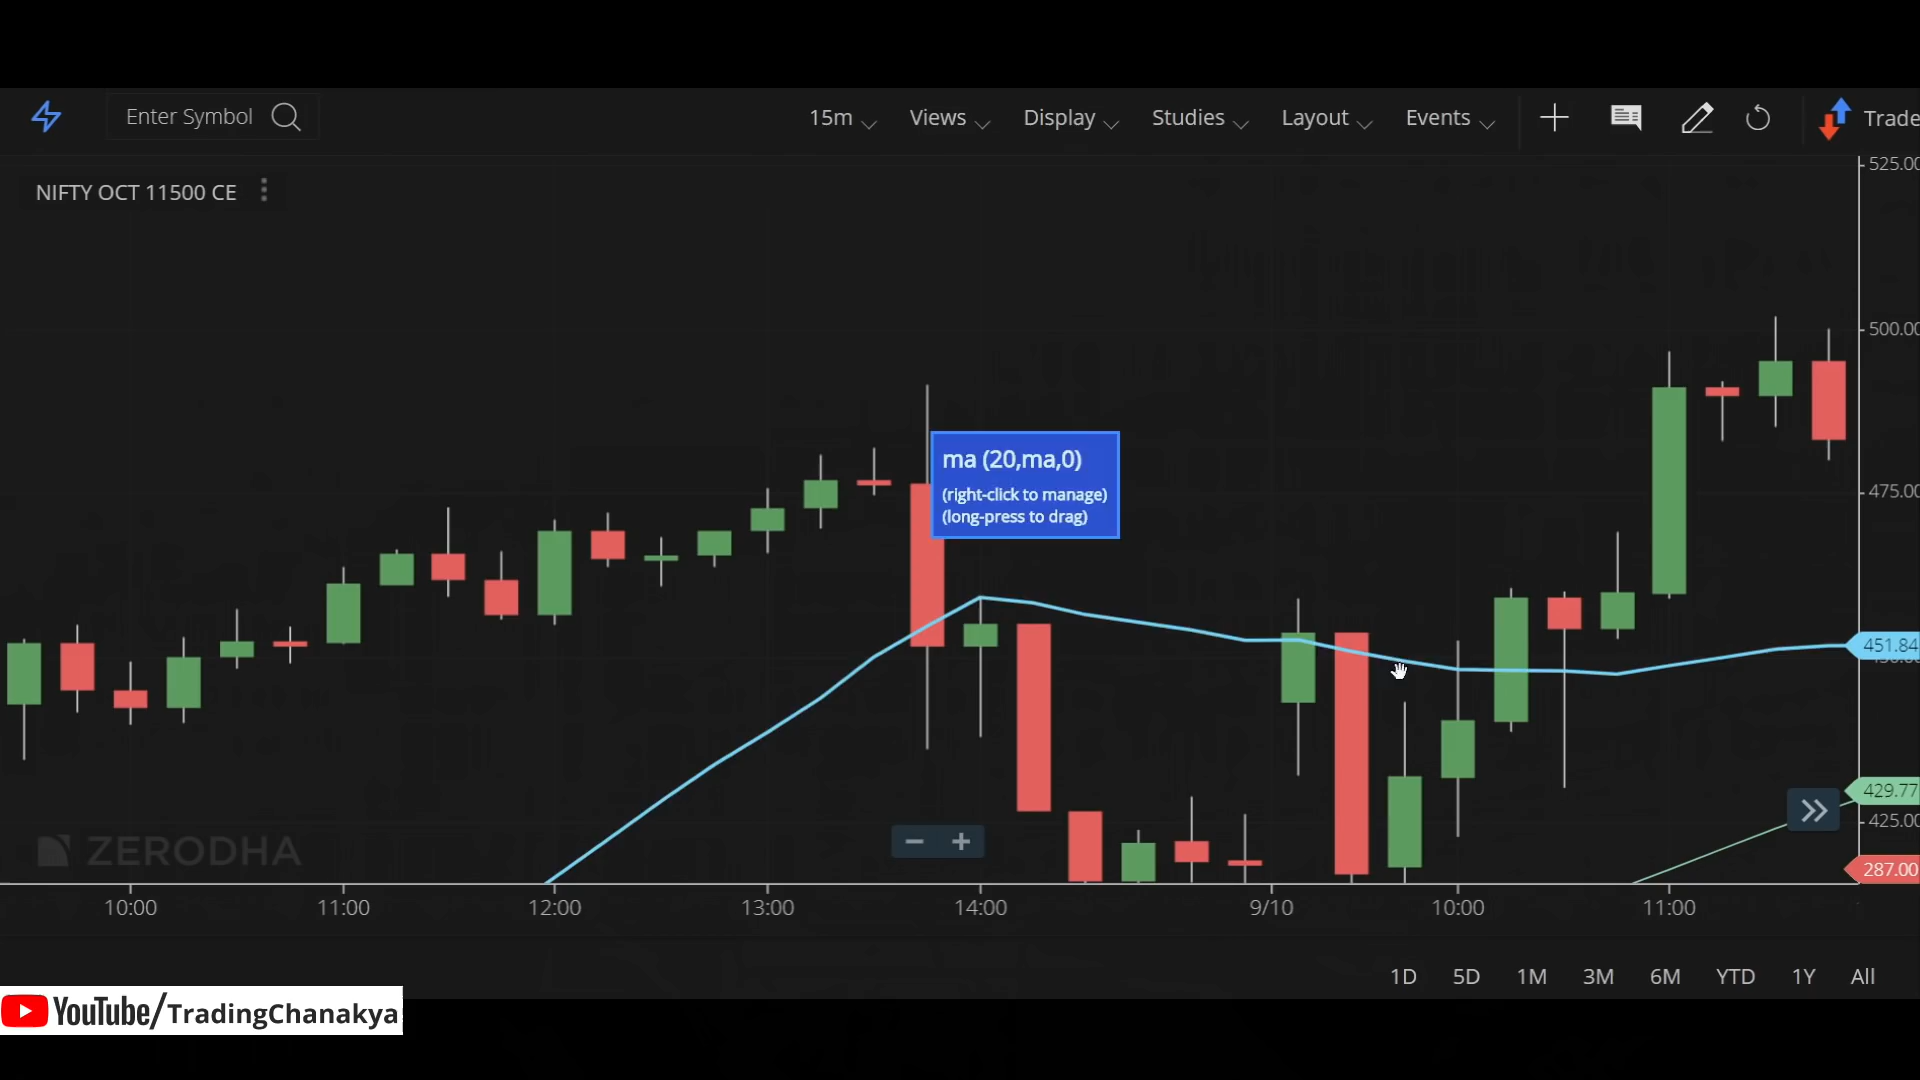 Enter Symbol
15m Views Display Studies Layout Events Trade
NIFTY OCT 11500 CE
525.00
500.00
475.00
451.84
429.77
425.00
287.00
ma (20,ma,0)
(right-click to manage)
(long-press to drag)
ZERODHA
10:00 11:00 12:00 13:00 14:00 9/10 10:00 11:00
1D 5D 1M 3M 6M YTD 1Y All
YouTube/TradingChanakya